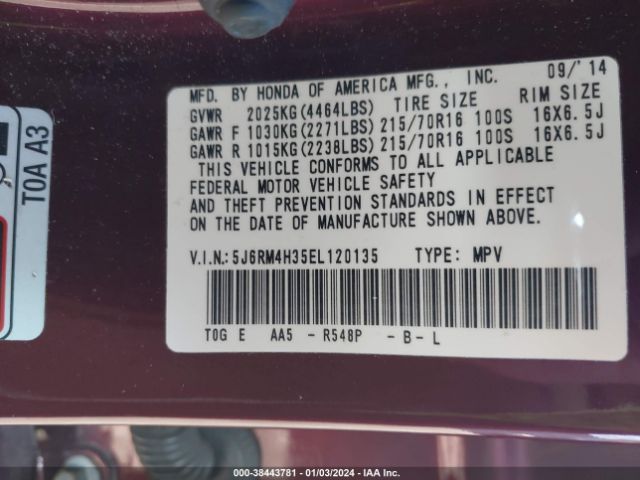 MFD. BY HONDA OF AMERICA MFG., INC. 09/'14
GVWR 2025KG(4464LBS) TIRE SIZE RIM SIZE
GAWR F 1030KG(2271LBS) 215/70R16 100S 16X6.5J
GAWR R 1015KG(2238LBS) 215/70R16 100S 16X6.5J
THIS VEHICLE CONFORMS TO ALL APPLICABLE
FEDERAL MOTOR VEHICLE SAFETY
AND THEFT PREVENTION STANDARDS IN EFFECT
ON THE DATE OF MANUFACTURE SHOWN ABOVE.
V.I.N.: 5J6RM4H35EL120135 TYPE: MPV
T0G E AA5 - R548P - B - L
T0A A3
000-38443781 - 01/03/2024 - IAA Inc.